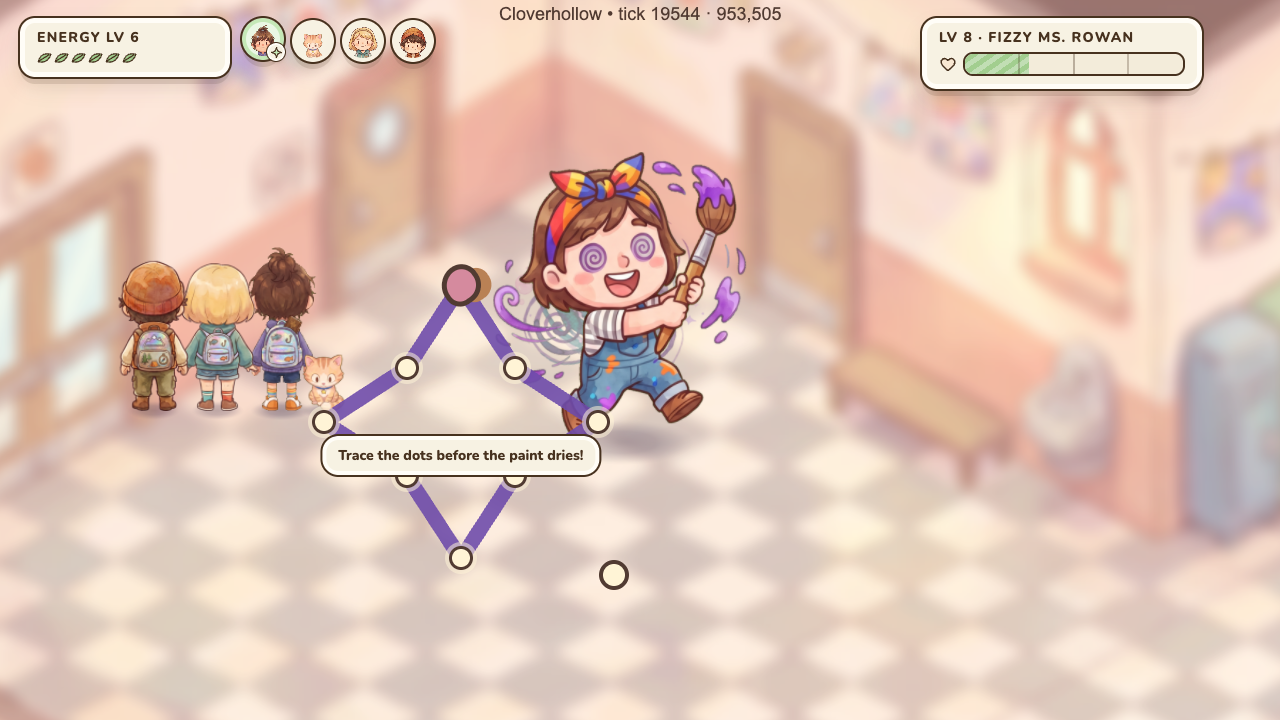 Cloverhollow • tick 19544 · 953,505
ENERGY LV 6
LV 8 · FIZZY MS. ROWAN
Trace the dots before the paint dries!